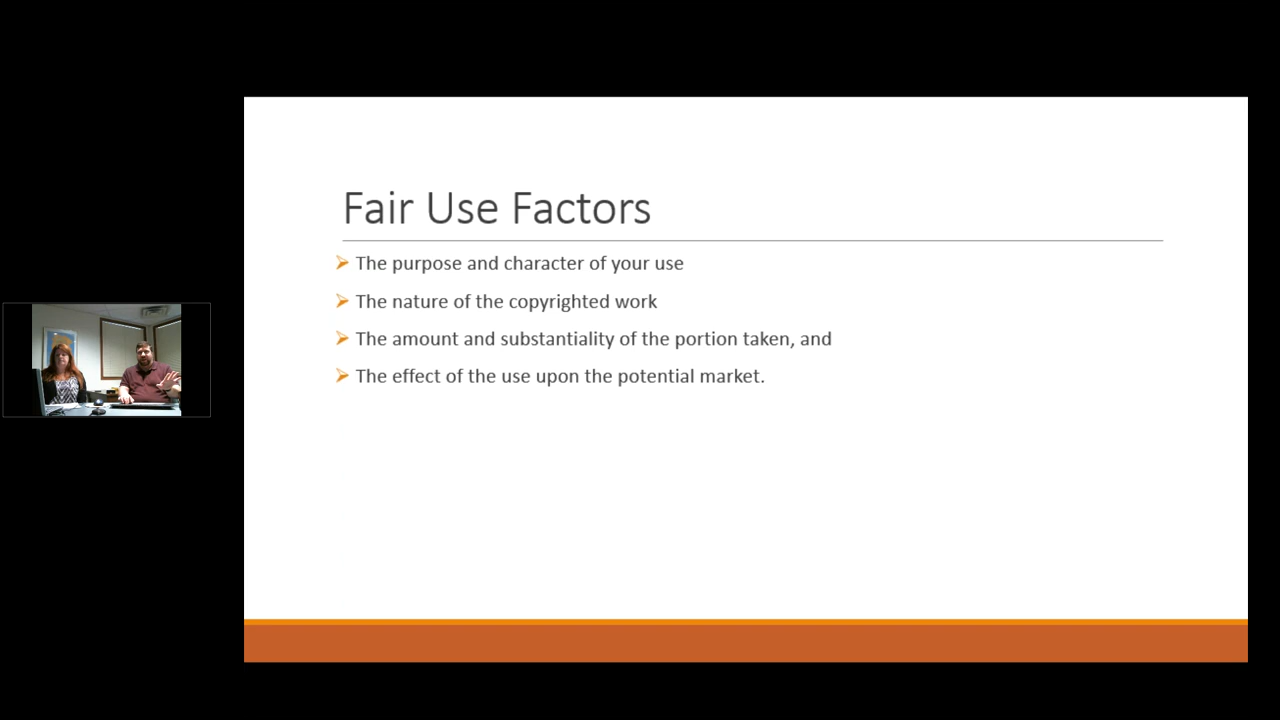 Fair Use Factors
The purpose and character of your use
The nature of the copyrighted work
The amount and substantiality of the portion taken, and
The effect of the use upon the potential market.